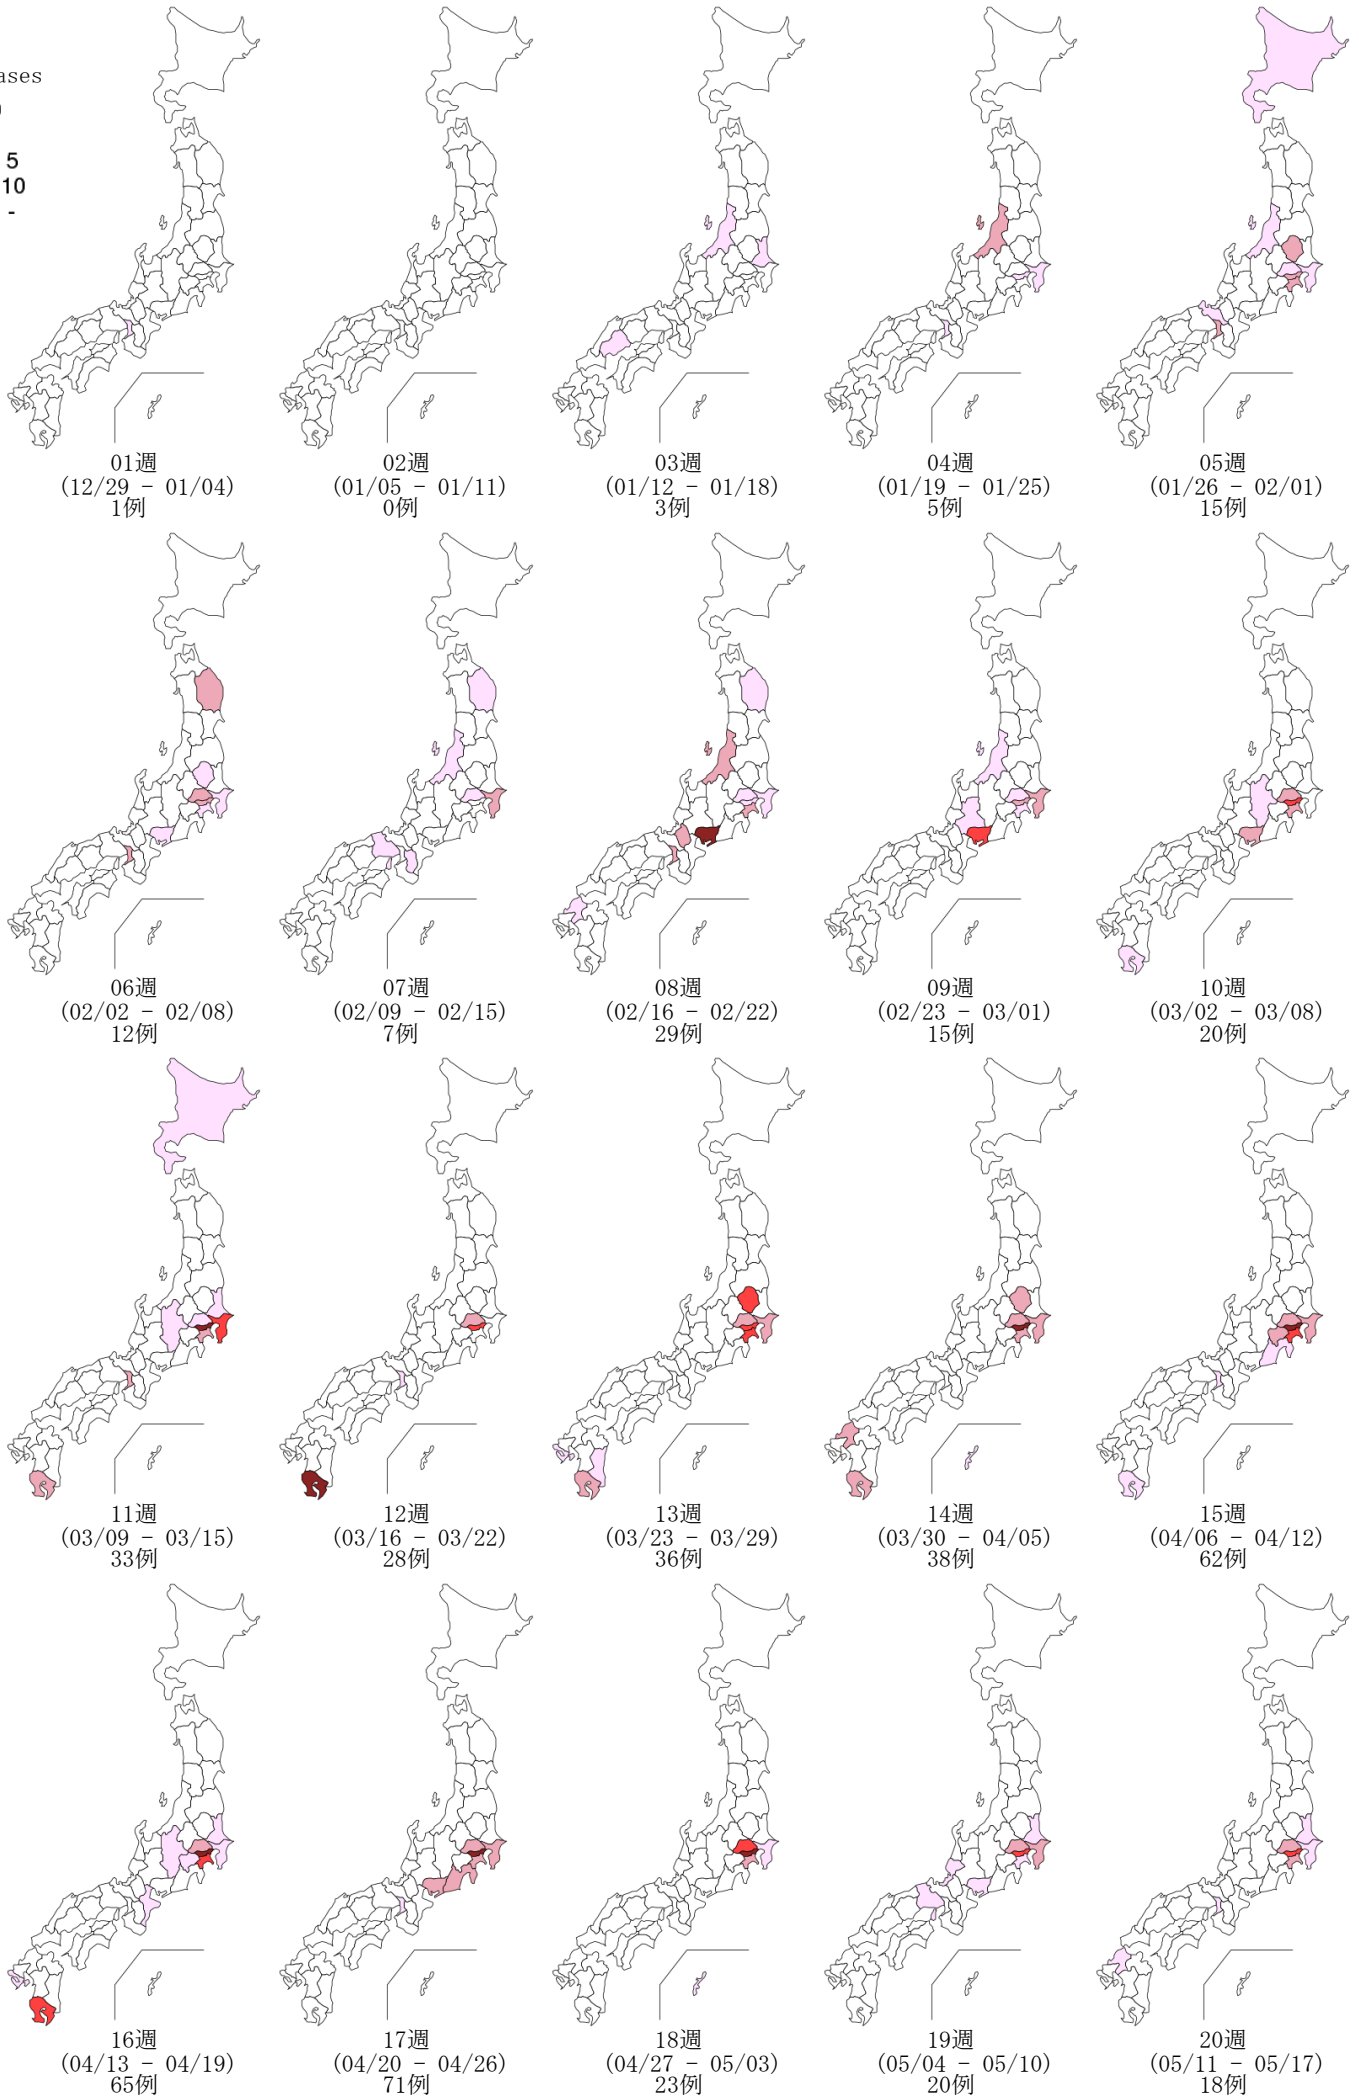 ases
5
10
-
01週
(12/29 - 01/04)
1例
02週
(01/05 - 01/11)
0例
03週
(01/12 - 01/18)
3例
04週
(01/19 - 01/25)
5例
05週
(01/26 - 02/01)
15例
06週
(02/02 - 02/08)
12例
07週
(02/09 - 02/15)
7例
08週
(02/16 - 02/22)
29例
09週
(02/23 - 03/01)
15例
10週
(03/02 - 03/08)
20例
11週
(03/09 - 03/15)
33例
12週
(03/16 - 03/22)
28例
13週
(03/23 - 03/29)
36例
14週
(03/30 - 04/05)
38例
15週
(04/06 - 04/12)
62例
16週
(04/13 - 04/19)
65例
17週
(04/20 - 04/26)
71例
18週
(04/27 - 05/03)
23例
19週
(05/04 - 05/10)
20例
20週
(05/11 - 05/17)
18例